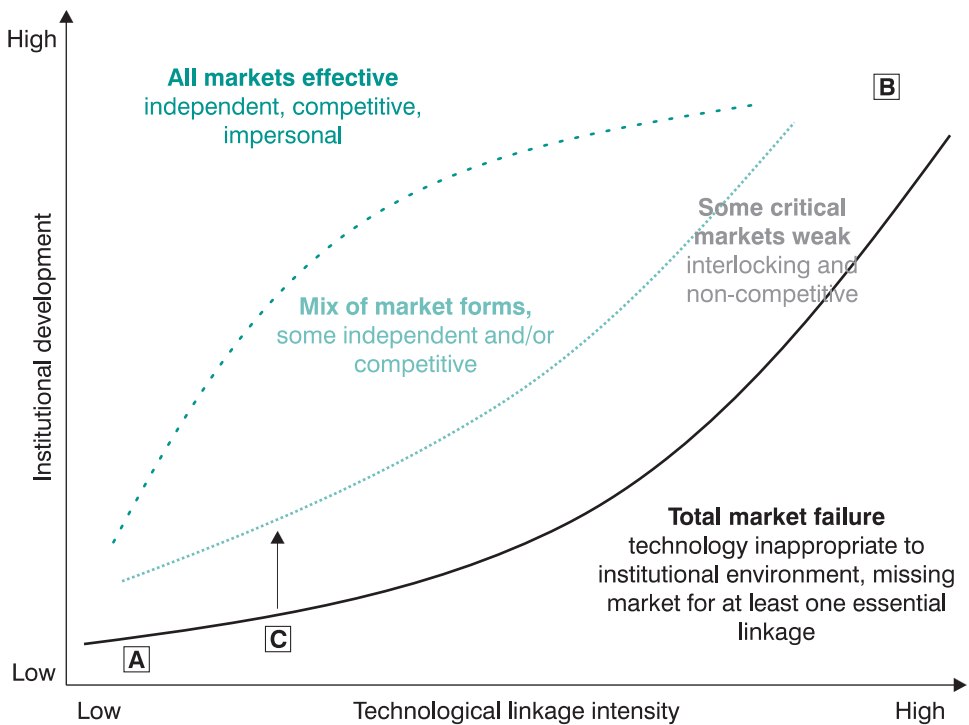 High
All markets effective
independent, competitive,
impersonal
B
Some critical
markets weak
interlocking and
non-competitive
Mix of market forms,
some independent and/or
competitive
Institutional development
Total market failure
technology inappropriate to
institutional environment, missing
market for at least one essential
linkage
A
C
Low
Low
Technological linkage intensity
High